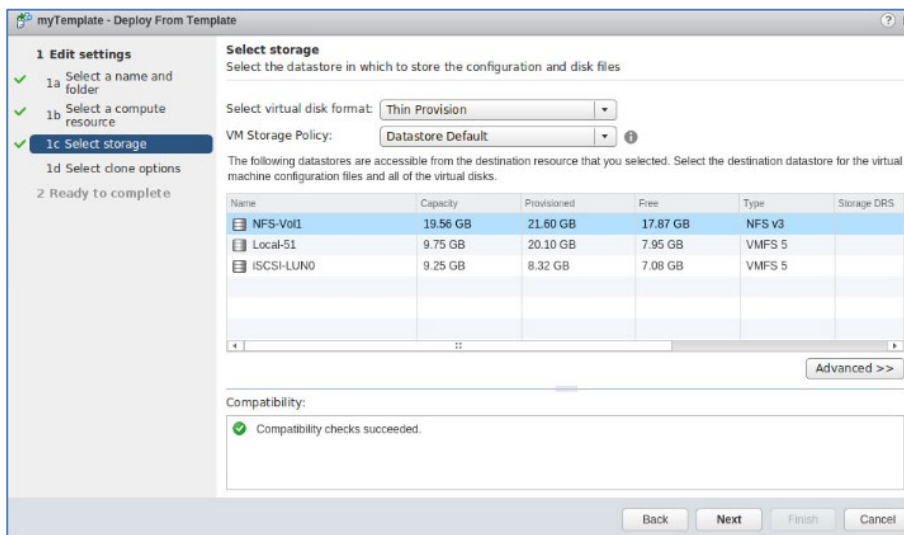 myTemplate - Deploy From Template
?
1 Edit settings
1a Select a name and folder
1b Select a compute resource
1c Select storage
1d Select clone options
2 Ready to complete
Select storage
Select the datastore in which to store the configuration and disk files
Select virtual disk format: Thin Provision
VM Storage Policy: Datastore Default
The following datastores are accessible from the destination resource that you selected. Select the destination datastore for the virtual
machine configuration files and all of the virtual disks.
Name Capacity Provisioned Free Type Storage DRS
NFS-Vol1 19.56 GB 21.60 GB 17.87 GB NFS v3
Local-51 9.75 GB 20.10 GB 7.95 GB VMFS 5
iSCSI-LUN0 9.25 GB 8.32 GB 7.08 GB VMFS 5
Advanced >>
Compatibility:
Compatibility checks succeeded.
Back Next Finish Cancel